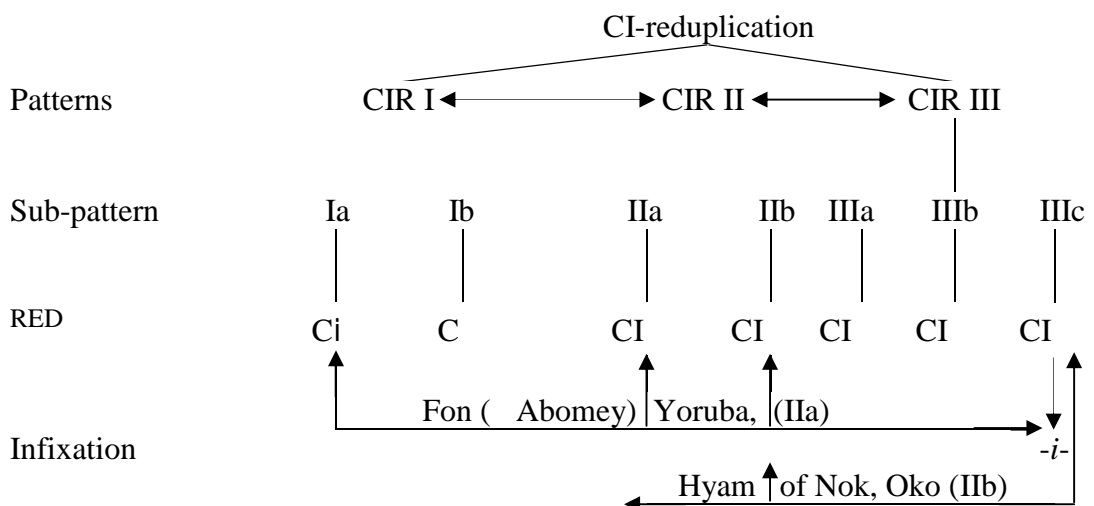 CI-reduplication
Patterns CIR I CIR II CIR III
Sub-pattern Ia Ib IIa IIb IIIa IIIb IIIc
RED Ci C CI CI CI CI CI
Fon ( Abomey) Yoruba, (IIa)
Infixation -i-
Hyam of Nok, Oko (IIb)